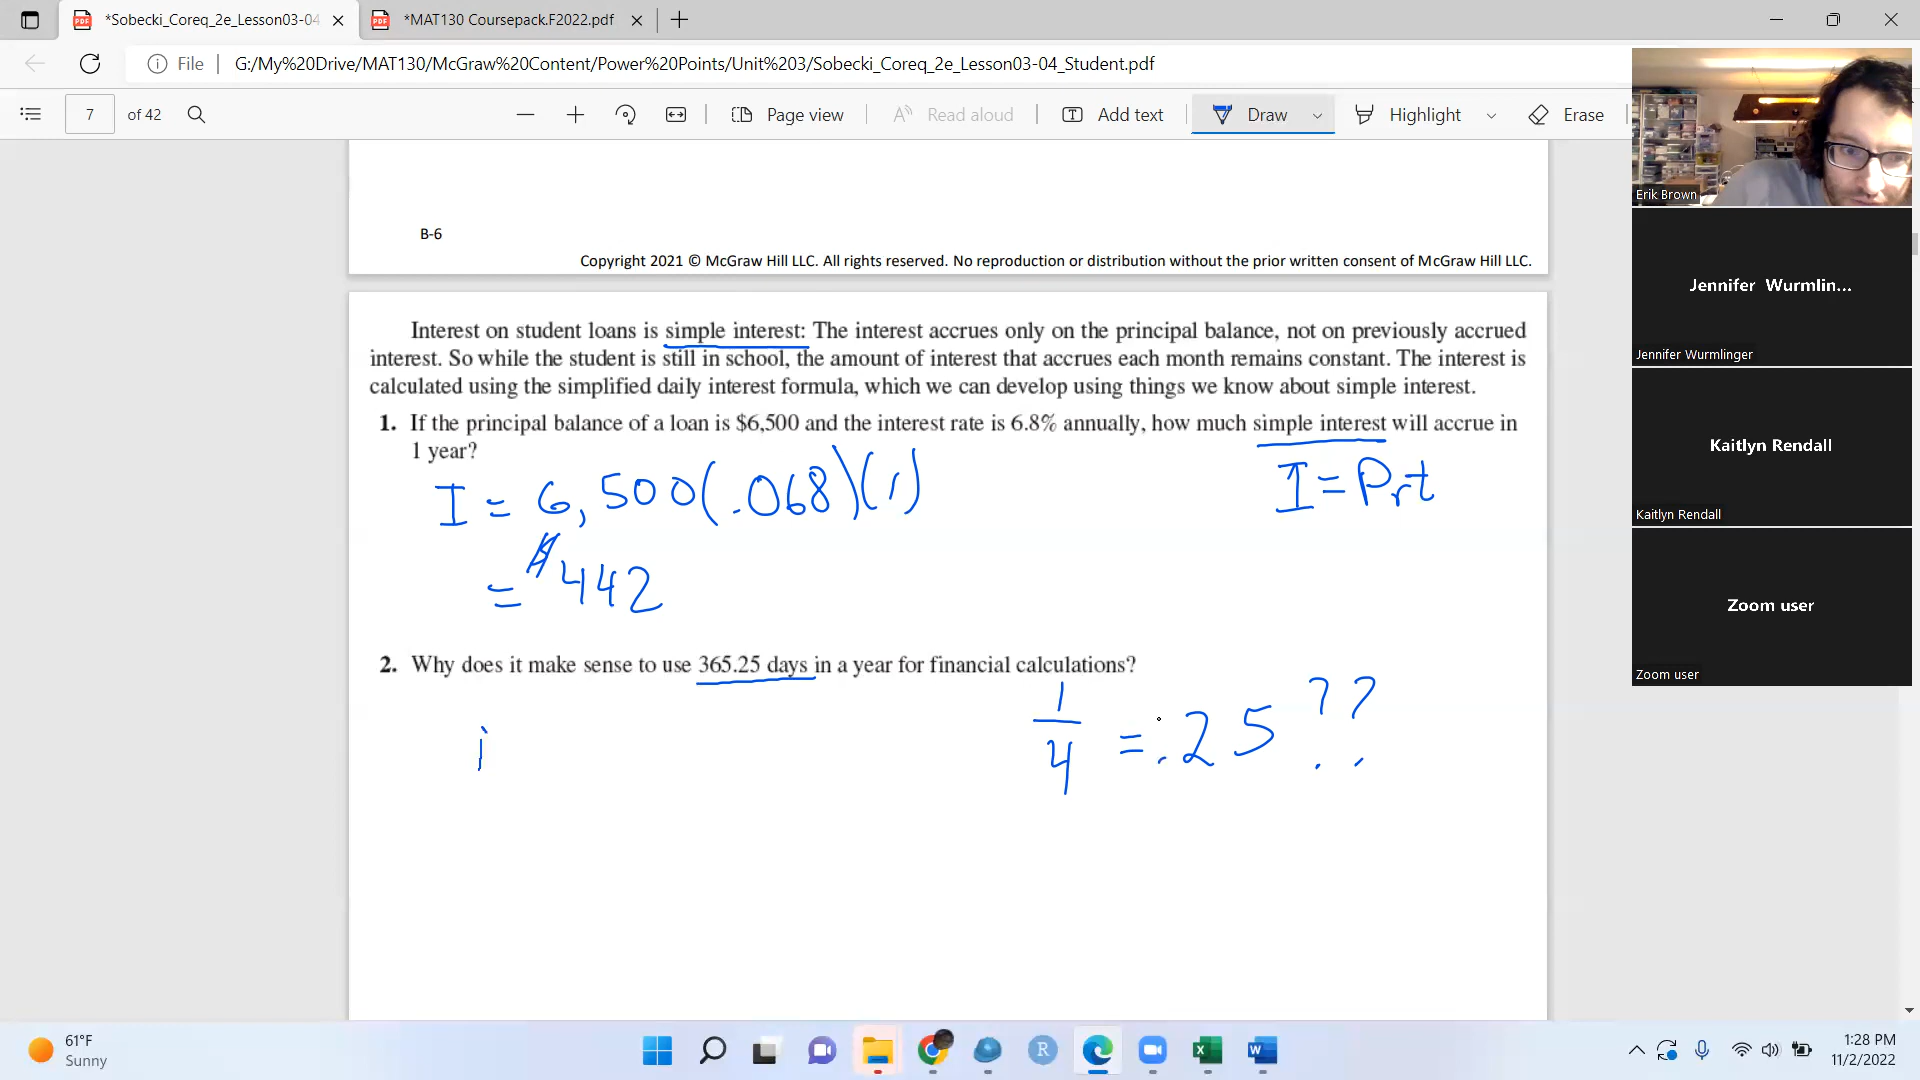 *Sobecki_Coreq_2e_Lesson03-04
*MAT130 Coursepack.F2022.pdf
File
G:/My%20Drive/MAT130/McGraw%20Content/Power%20Points/Unit%203/Sobecki_Coreq_2e_Lesson03-04_Student.pdf
7 of 42
Page view
Read aloud
Add text
Draw
Highlight
Erase
B-6
Copyright 2021 © McGraw Hill LLC. All rights reserved. No reproduction or distribution without the prior written consent of McGraw Hill LLC.
Interest on student loans is simple interest: The interest accrues only on the principal balance, not on previously accrued
interest. So while the student is still in school, the amount of interest that accrues each month remains constant. The interest is
calculated using the simplified daily interest formula, which we can develop using things we know about simple interest.
1. If the principal balance of a loan is $6,500 and the interest rate is 6.8% annually, how much simple interest will accrue in
1 year?
I = 6,500(.068)(1)
I = Prt
= $442
2. Why does it make sense to use 365.25 days in a year for financial calculations?
i
1/4 = .25 ??
Erik Brown
Jennifer Wurmlin...
Jennifer Wurmlinger
Kaitlyn Rendall
Kaitlyn Rendall
Zoom user
Zoom user
61°F
Sunny
1:28 PM
11/2/2022